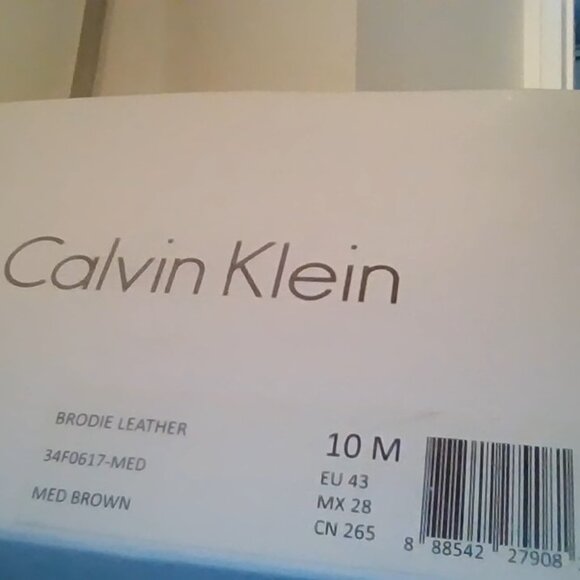 Calvin Klein
BRODIE LEATHER
34F0617-MED
MED BROWN
10 M
EU 43
MX 28
CN 265
8 88542 27908